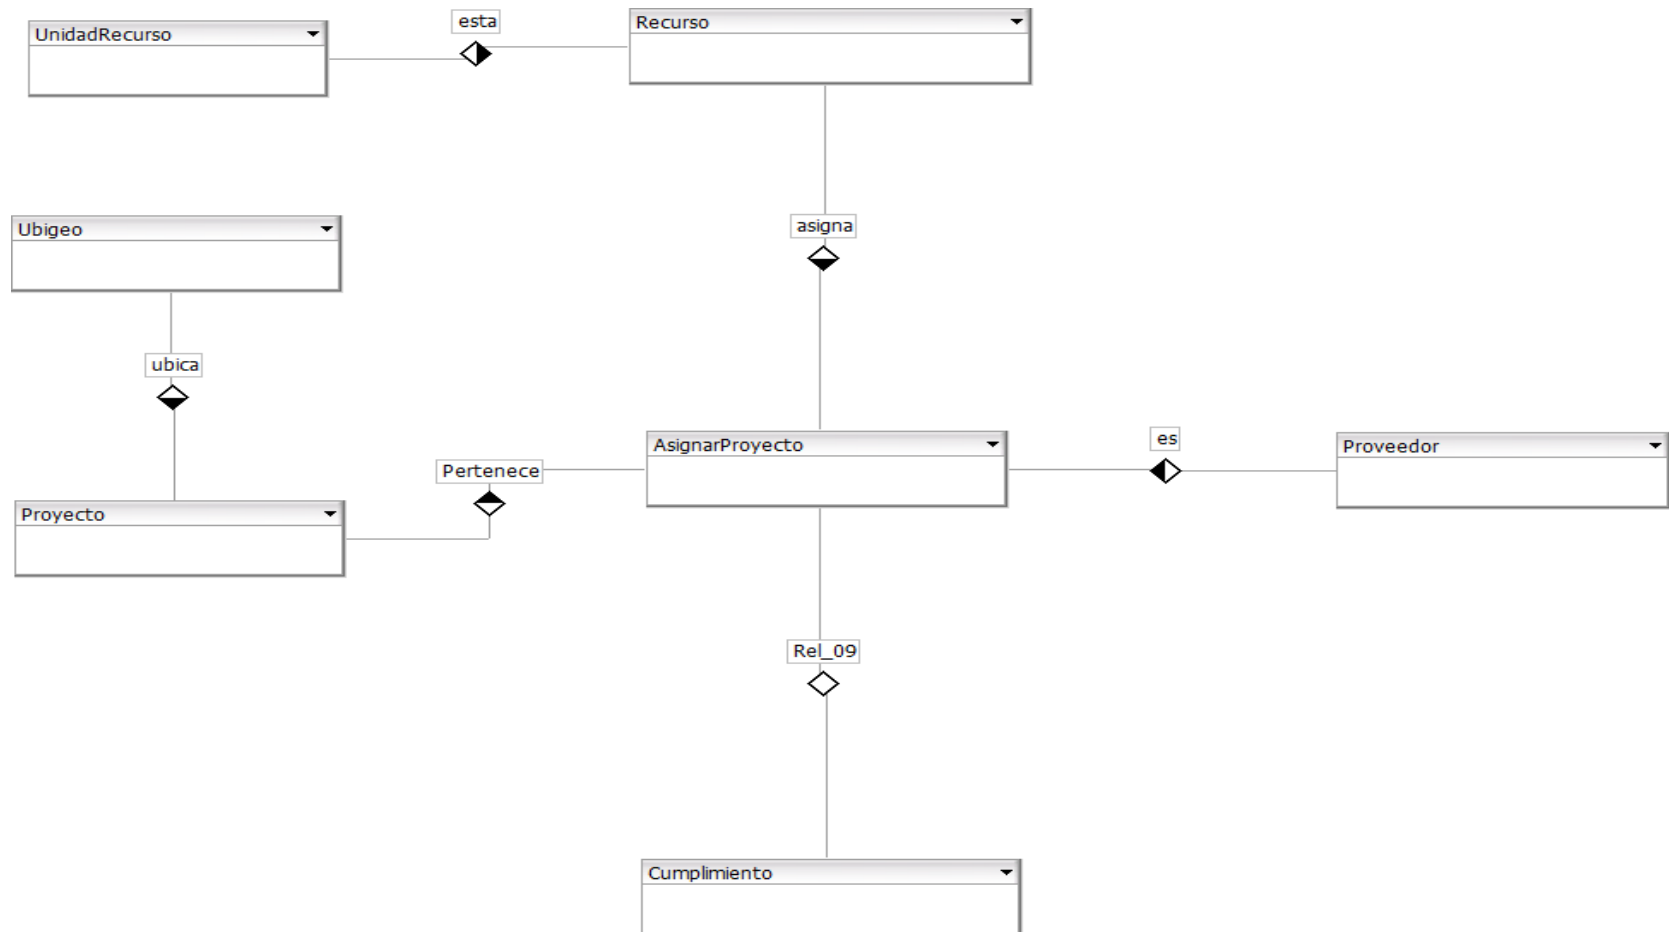 esta
Recurso
UnidadRecurso
Ubigeo
asigna
ubica
AsignarProyecto
es
Proveedor
Pertenece
Proyecto
Rel_09
Cumplimiento